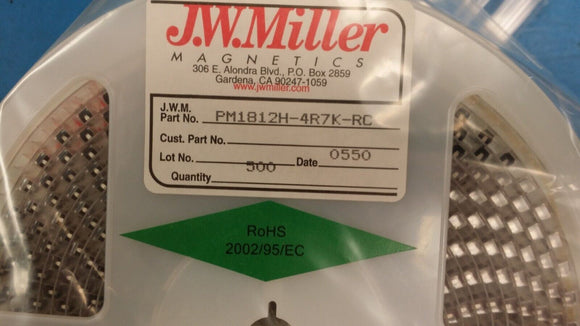 J.W.Miller
MAGNETICS
306 E. Alondra Blvd., P.O. Box 2859
Gardena, CA 90247-1059
www.jwmiller.com
J.W.M.
Part No. PM1812H-4R7K-RC
Cust. Part No.
Lot No. 500 Date 0550
Quantity
RoHS
2002/95/EC